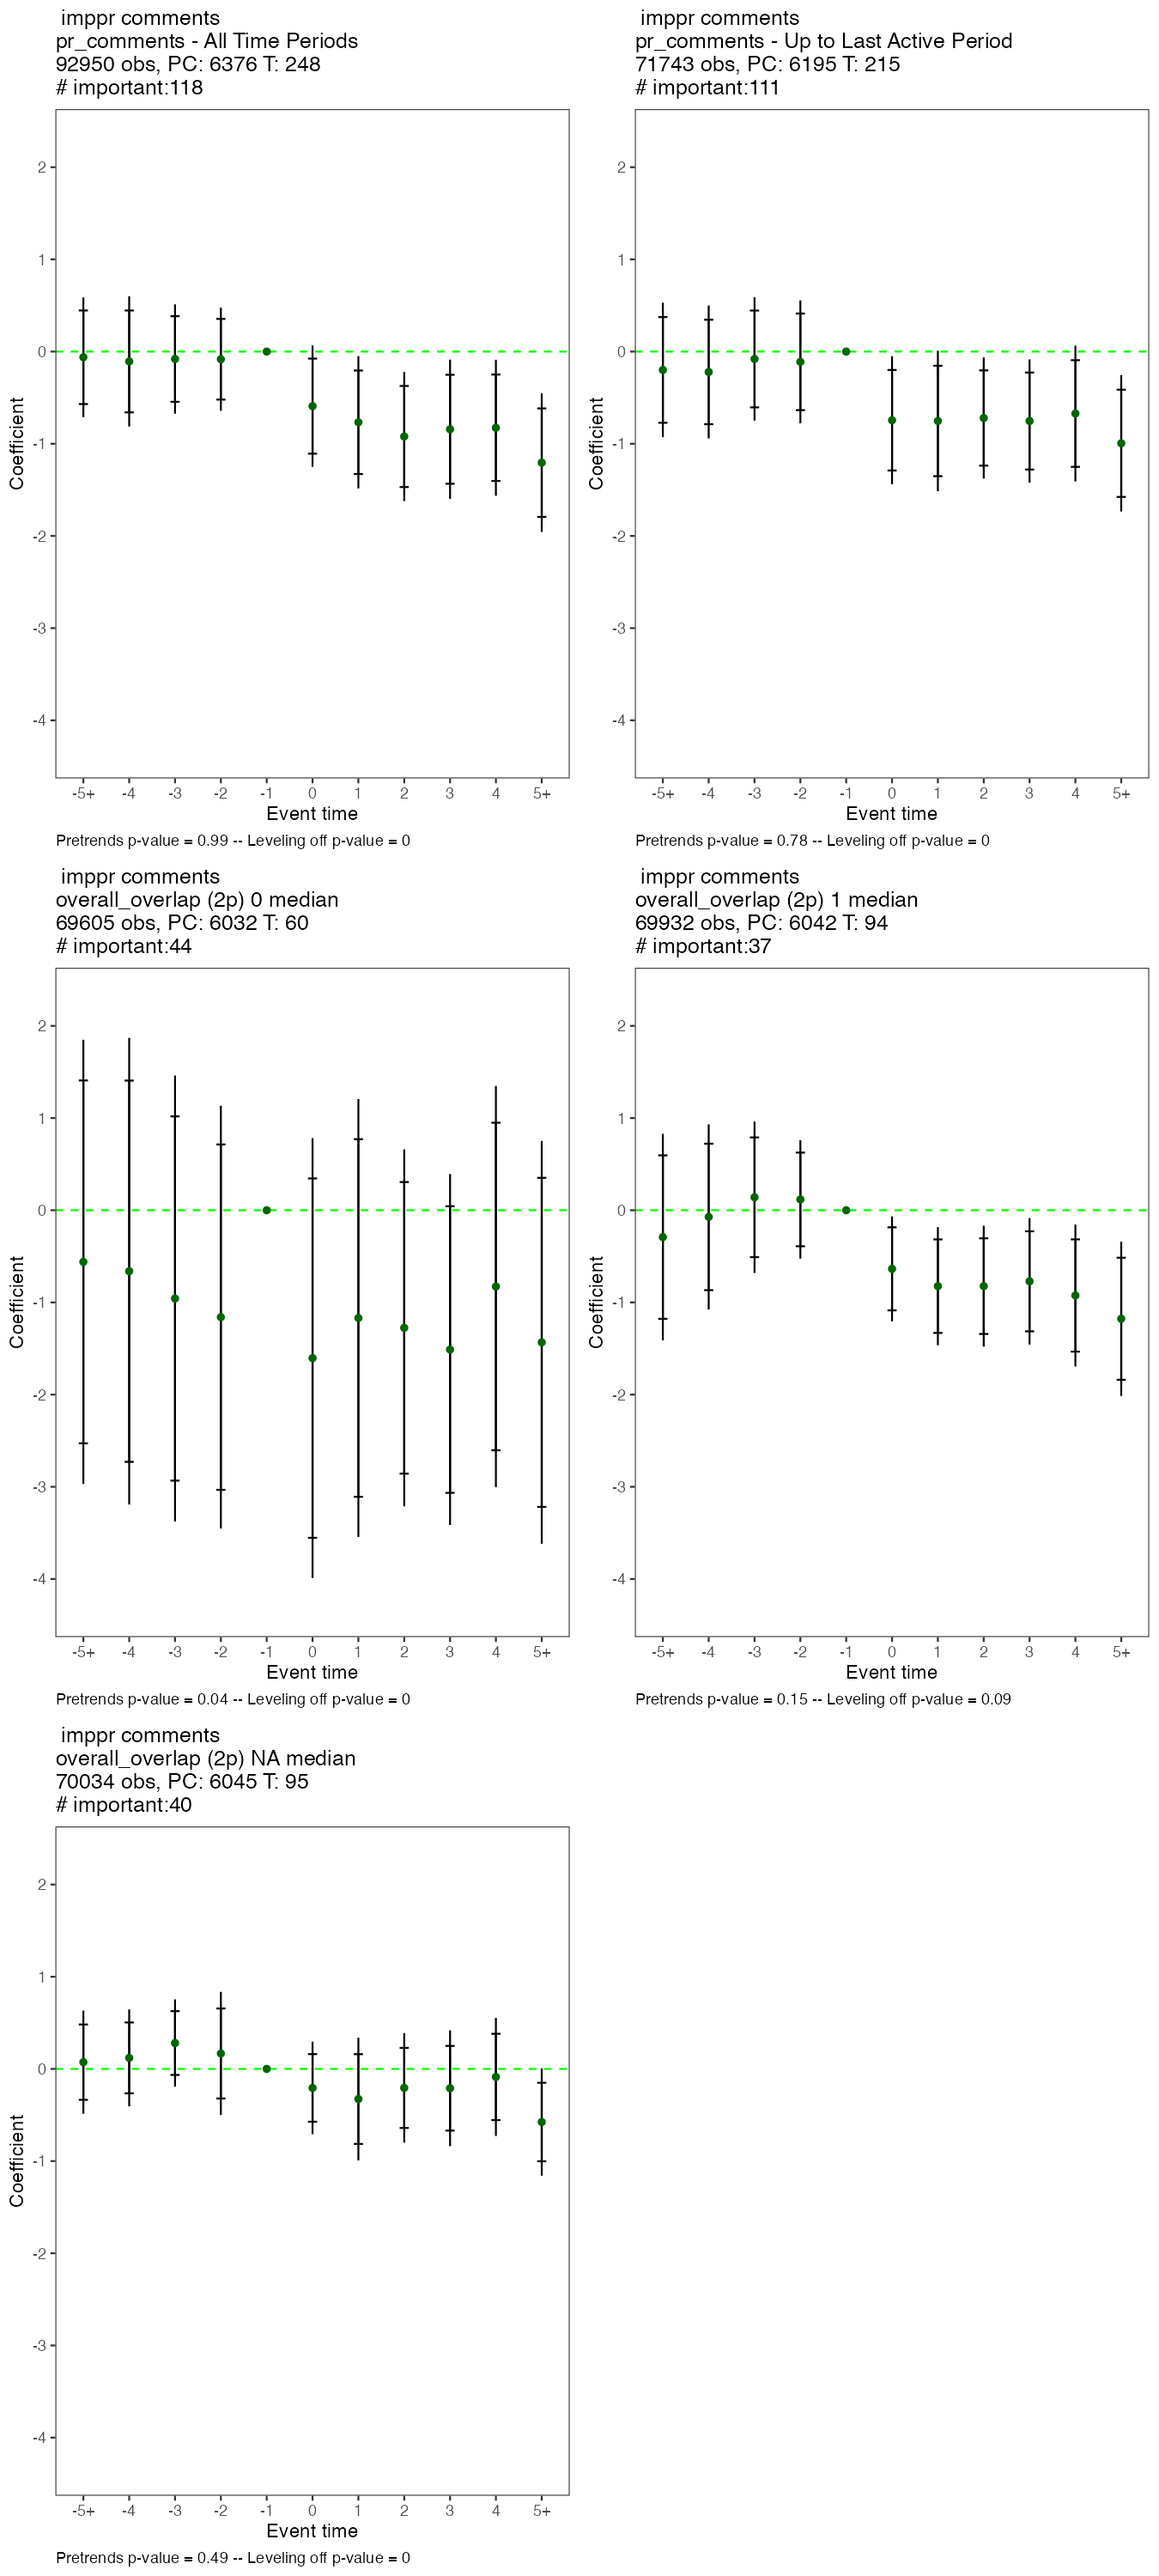 imppr comments
pr_comments - All Time Periods
92950 obs, PC: 6376 T: 248
# important:118
2
1
0
-1
-2
-3
-4
Coefficient
-5+ -4 -3 -2 -1 0 1 2 3 4 5+
Event time
Pretrends p-value = 0.99 -- Leveling off p-value = 0
imppr comments
pr_comments - Up to Last Active Period
71743 obs, PC: 6195 T: 215
# important:111
2
1
0
-1
-2
-3
-4
Coefficient
-5+ -4 -3 -2 -1 0 1 2 3 4 5+
Event time
Pretrends p-value = 0.78 -- Leveling off p-value = 0
imppr comments
overall_overlap (2p) 0 median
69605 obs, PC: 6032 T: 60
# important:44
2
1
0
-1
-2
-3
-4
Coefficient
-5+ -4 -3 -2 -1 0 1 2 3 4 5+
Event time
Pretrends p-value = 0.04 -- Leveling off p-value = 0
imppr comments
overall_overlap (2p) 1 median
69932 obs, PC: 6042 T: 94
# important:37
2
1
0
-1
-2
-3
-4
Coefficient
-5+ -4 -3 -2 -1 0 1 2 3 4 5+
Event time
Pretrends p-value = 0.15 -- Leveling off p-value = 0.09
imppr comments
overall_overlap (2p) NA median
70034 obs, PC: 6045 T: 95
# important:40
2
1
0
-1
-2
-3
-4
Coefficient
-5+ -4 -3 -2 -1 0 1 2 3 4 5+
Event time
Pretrends p-value = 0.49 -- Leveling off p-value = 0